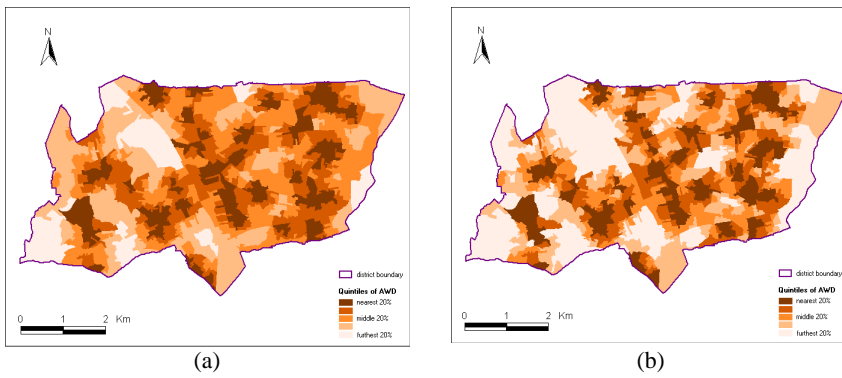 N
district boundary
Quintiles of AWD
nearest 20%
middle 20%
furthest 20%
0 1 2 Km
(a)
N
district boundary
Quintiles of AWD
nearest 20%
middle 20%
furthest 20%
0 1 2 Km
(b)